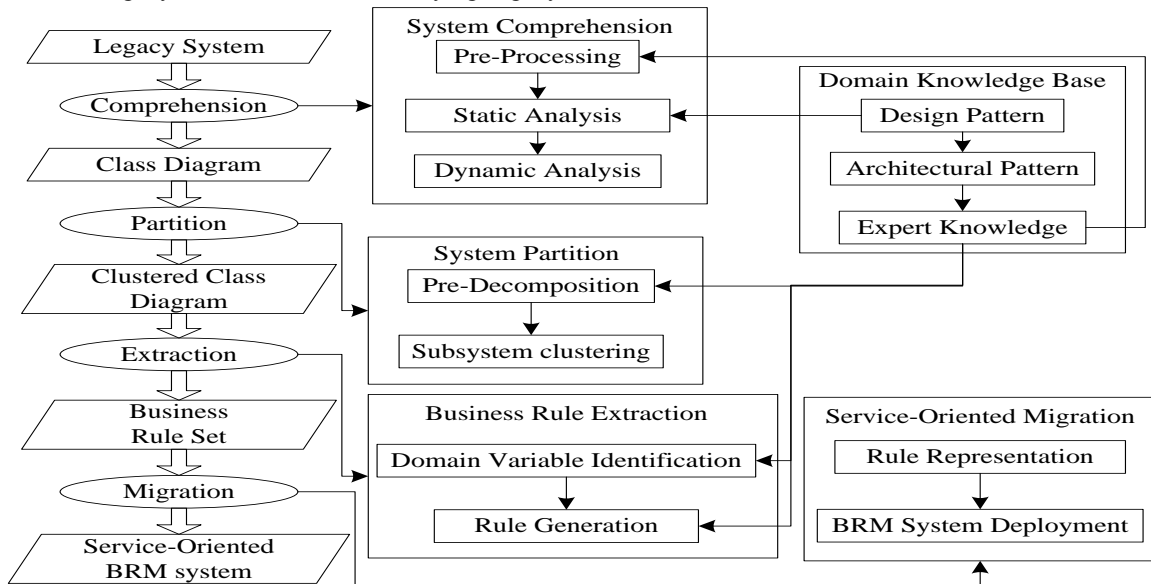 Legacy System
Comprehension
Class Diagram
Partition
Clustered Class
Diagram
Extraction
Business
Rule Set
Migration
Service-Oriented
BRM system
System Comprehension
Pre-Processing
Static Analysis
Dynamic Analysis
System Partition
Pre-Decomposition
Subsystem clustering
Business Rule Extraction
Domain Variable Identification
Rule Generation
Domain Knowledge Base
Design Pattern
Architectural Pattern
Expert Knowledge
Service-Oriented Migration
Rule Representation
BRM System Deployment